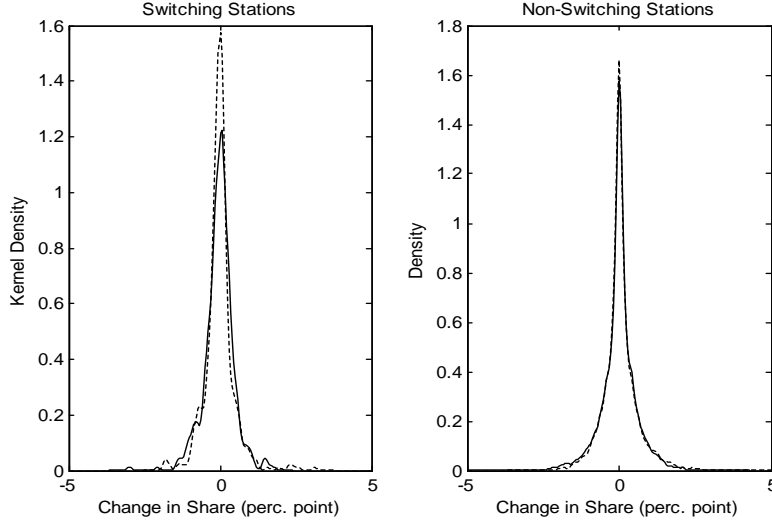 Switching Stations
1.6
1.4
1.2
1
0.8
0.6
0.4
0.2
0
-5 0 5
Kernel Density
Change in Share (perc. point)
Non-Switching Stations
1.8
1.6
1.4
1.2
1
0.8
0.6
0.4
0.2
0
-5 0 5
Density
Change in Share (perc. point)